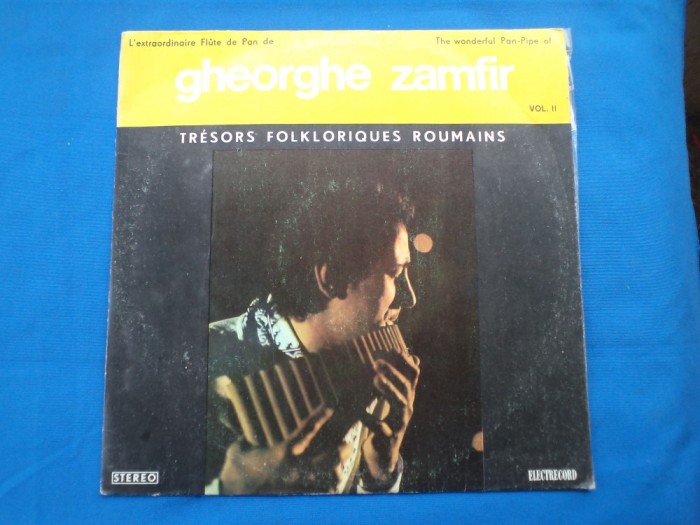 L'extraordinaire Flûte de Pan de
The wonderful Pan-Pipe of
gheorghe zamfir
VOL. II
TRÉSORS FOLKLORIQUES ROUMAINS
STEREO
ELECTRECORD